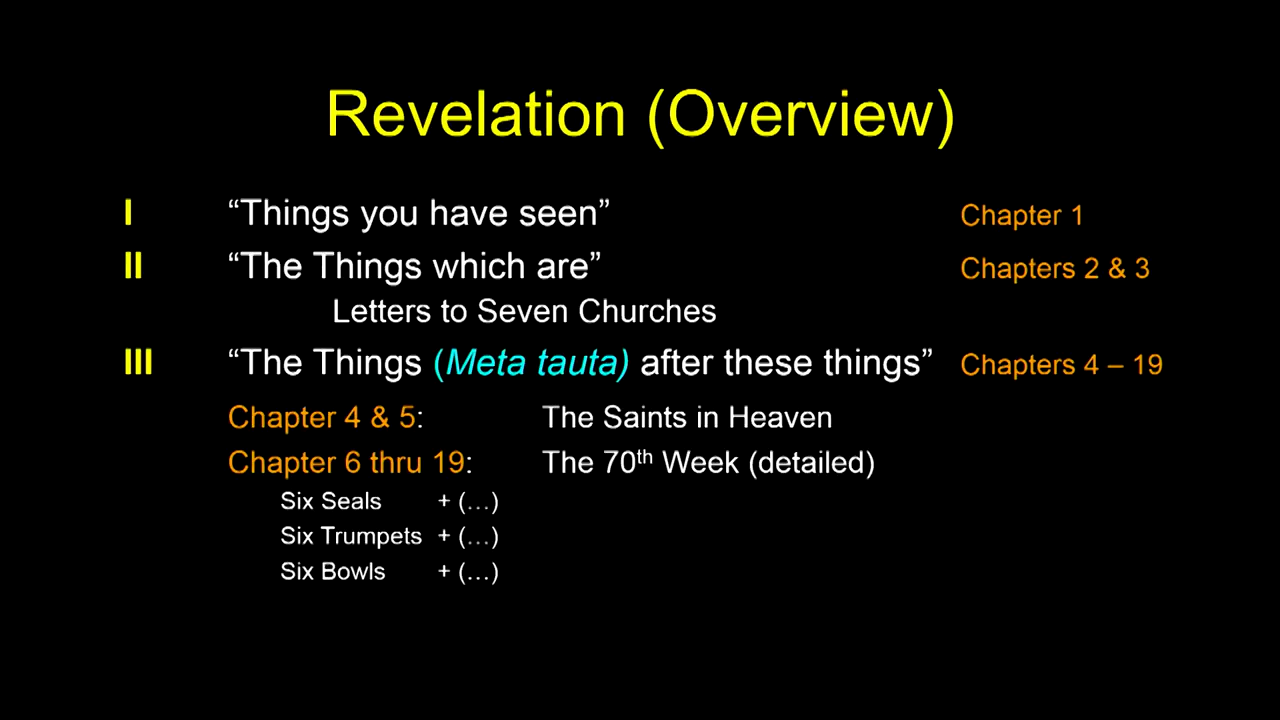 Revelation (Overview)
I “Things you have seen” Chapter 1
II “The Things which are” Chapters 2 & 3
Letters to Seven Churches
III “The Things (Meta tauta) after these things” Chapters 4 – 19
Chapter 4 & 5: The Saints in Heaven
Chapter 6 thru 19: The 70th Week (detailed)
Six Seals + (…)
Six Trumpets + (…)
Six Bowls + (…)